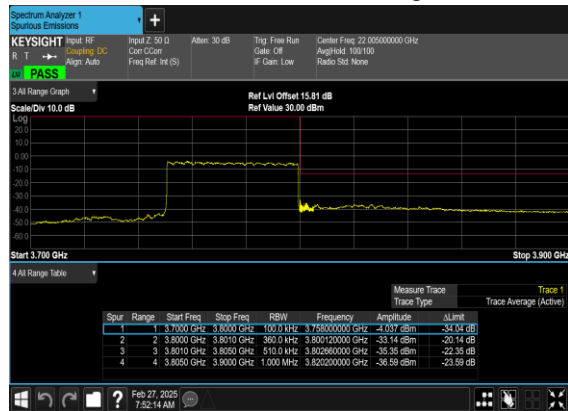 Spectrum Analyzer 1
Spurious Emissions
KEYSIGHT Input: RF Input Z: 50 Ω Atten: 30 dB Trig: Free Run Center Freq: 22.005000000 GHz
R T Coupling: DC Corr CCorr Gate: Off Avg|Hold: 100/100
Align: Auto Freq Ref: Int (S) IF Gain: Low Radio Std: None
PASS
3 All Range Graph
Ref Lvl Offset 15.81 dB
Scale/Div 10.0 dB Ref Value 30.00 dBm
Log
20.0
10.0
0.00
-10.0
-20.0
-30.0
-40.0
-50.0
-60.0
Start 3.700 GHz Stop 3.900 GHz
4 All Range Table
Measure Trace Trace 1
Trace Type Trace Average (Active)
Spur Range Start Freq Stop Freq RBW Frequency Amplitude ΔLimit
1 1 3.7000 GHz 3.8000 GHz 100.0 kHz 3.758000000 GHz -4.037 dBm -34.04 dB
2 2 3.8000 GHz 3.8010 GHz 360.0 kHz 3.800120000 GHz -33.14 dBm -20.14 dB
3 3 3.8010 GHz 3.8050 GHz 510.0 kHz 3.802660000 GHz -35.35 dBm -22.35 dB
4 4 3.8050 GHz 3.9000 GHz 1.000 MHz 3.820200000 GHz -36.59 dBm -23.59 dB
? Feb 27, 2025
7:52:14 AM